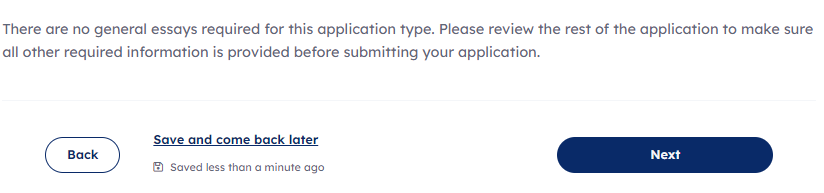 There are no general essays required for this application type. Please review the rest of the application to make sure
all other required information is provided before submitting your application.
Back
Save and come back later
Saved less than a minute ago
Next